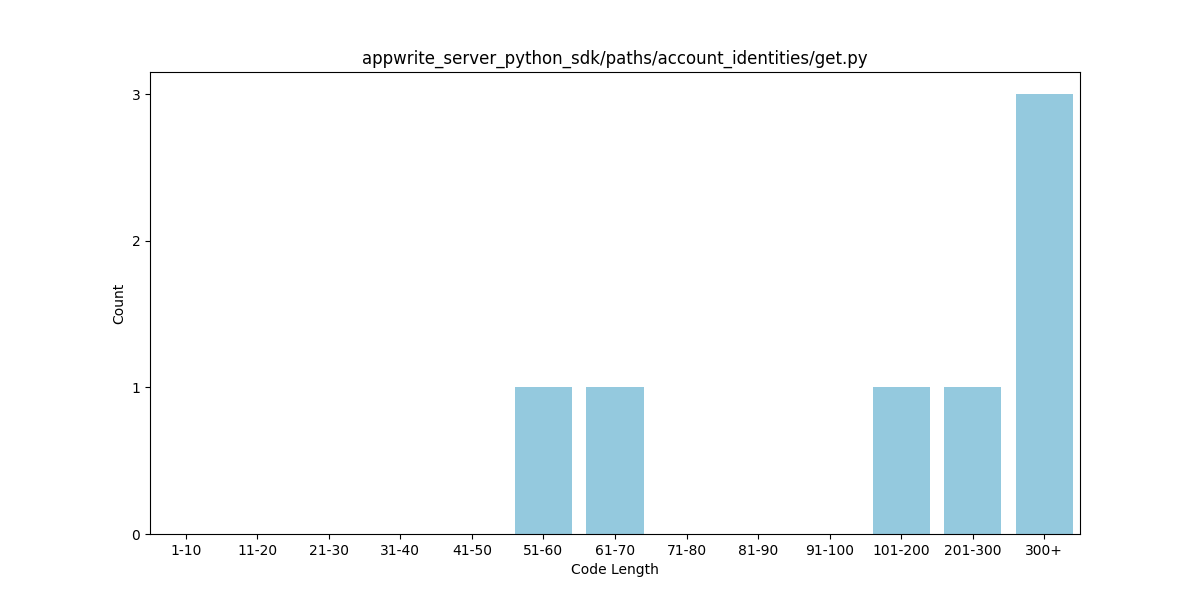 appwrite_server_python_sdk/paths/account_identities/get.py
3
2
1
0
Count
1-10 11-20 21-30 31-40 41-50 51-60 61-70 71-80 81-90 91-100 101-200 201-300 300+
Code Length